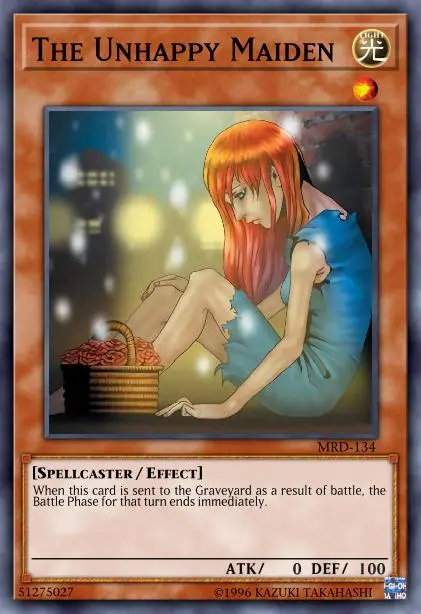 THE UNHAPPY MAIDEN
LIGHT
光
MRD-134
[SPELLCASTER / EFFECT]
When this card is sent to the Graveyard as a result of battle, the
Battle Phase for that turn ends immediately.
ATK/ 0 DEF/ 100
51275027
©1996 KAZUKI TAKAHASHI